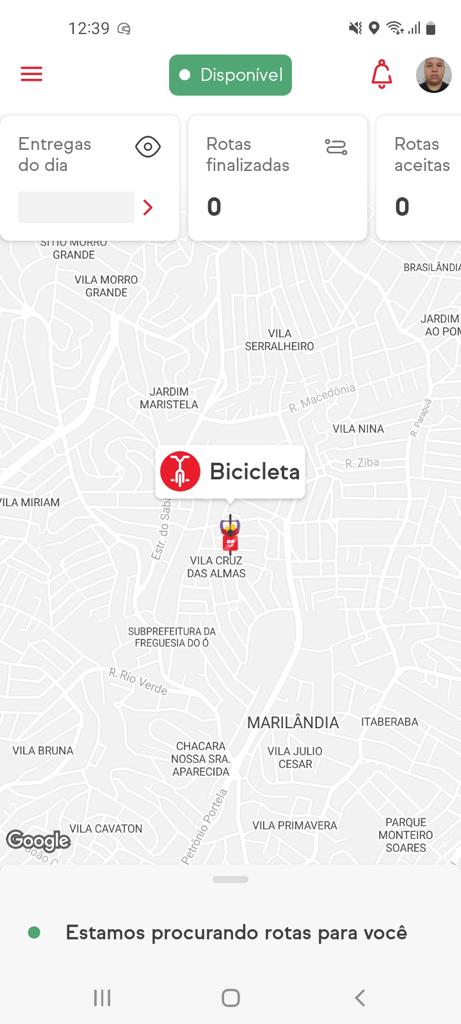 12:39
Disponível
Entregas
do dia
Rotas
finalizadas
0
Rotas
aceitas
0
SÍTIO MORRO
GRANDE
BRASILÂNDIA
VILA MORRO
GRANDE
JARDIM
AO POM
VILA
SERRALHEIRO
JARDIM
MARISTELA
R. Macedônia
R. Parapuã
VILA NINA
R. Ziba
Bicicleta
VILA MIRIAM
Estr. do Sabã
VILA CRUZ
DAS ALMAS
SUBPREFEITURA DA
FREGUESIA DO Ó
R. Rio Verde
MARILÂNDIA
ITABERABA
VILA BRUNA
CHACARA
NOSSA SRA.
APARECIDA
VILA JULIO
CESAR
Petrônio Portela
VILA CAVATON
VILA PRIMAVERA
PARQUE
MONTEIRO
SOARES
Google
Estamos procurando rotas para você